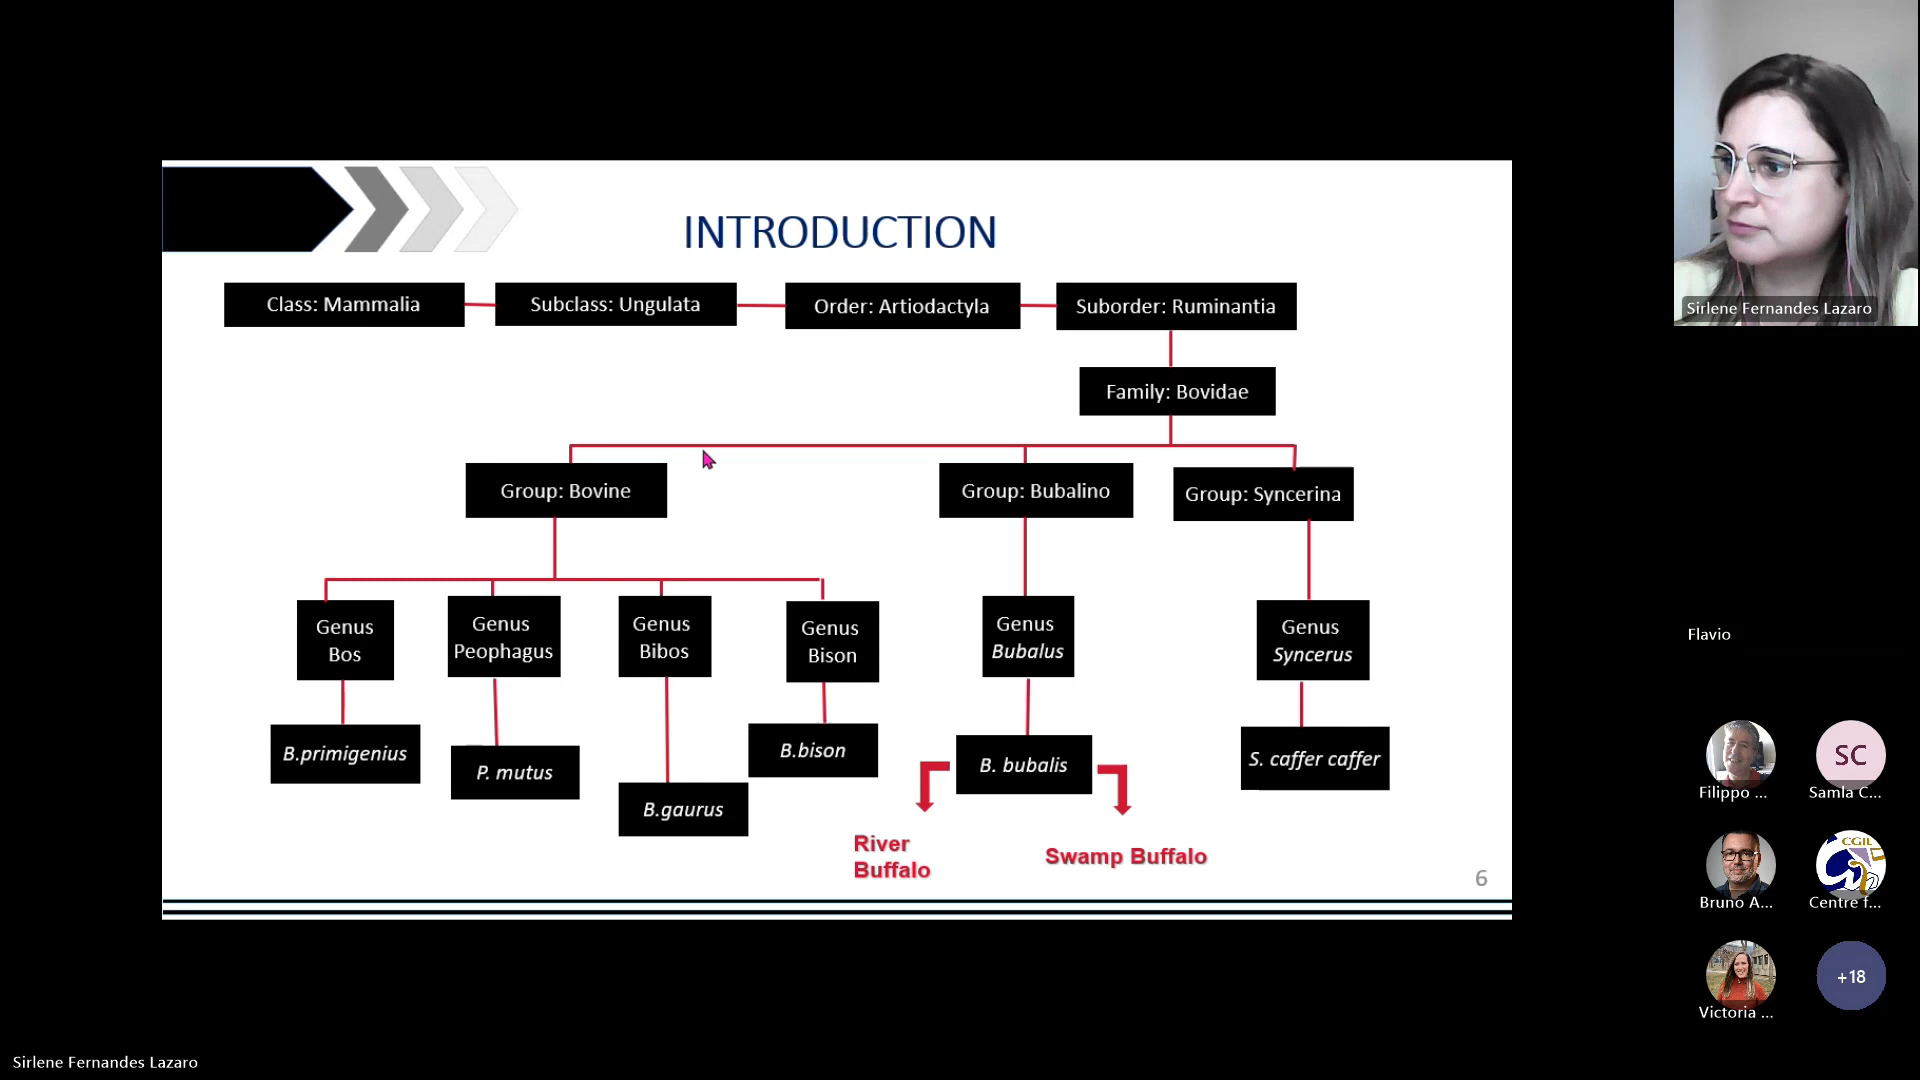 INTRODUCTION
Class: Mammalia
Subclass: Ungulata
Order: Artiodactyla
Suborder: Ruminantia
Family: Bovidae
Group: Bovine
Group: Bubalino
Group: Syncerina
Genus
Bos
Genus
Peophagus
Genus
Bibos
Genus
Bison
Genus
Bubalus
Genus
Syncerus
B.primigenius
P. mutus
B.gaurus
B.bison
B. bubalis
S. caffer caffer
River
Buffalo
Swamp Buffalo
6
Sirlene Fernandes Lazaro
Flavio
Filippo ...
SC
Samla C...
Bruno A...
CGIL
Centre f...
Victoria ...
+18
Sirlene Fernandes Lazaro